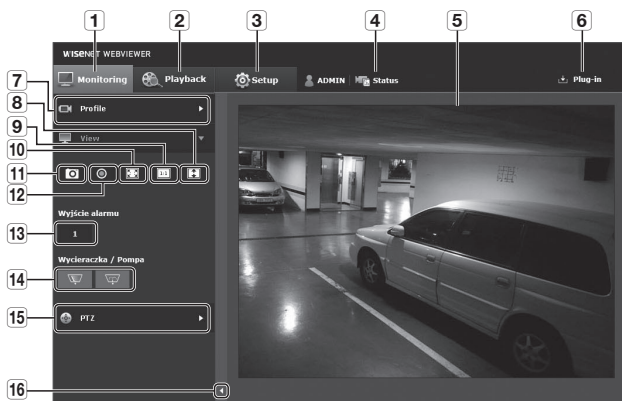 1 2 3 4 5 6
WISENET WEBVIEWER
Monitoring Playback Setup ADMIN Status Plug-in
7 Profile
8 View
9
10
11 1:1
12
Wyjście alarmu
13 1
Wycieraczka / Pompa
14
15 PTZ
16